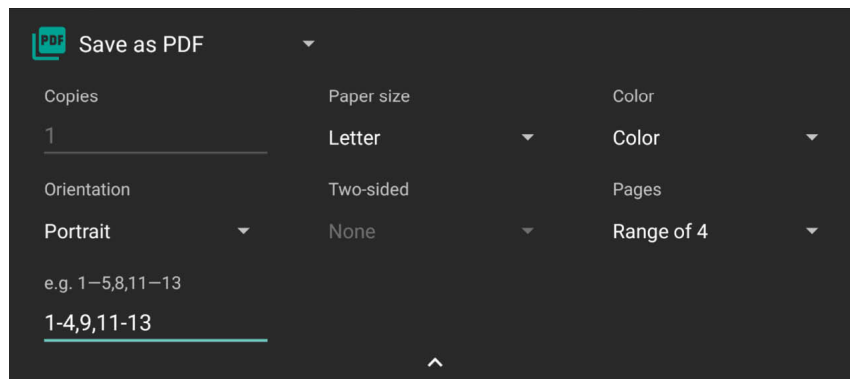 PDF Save as PDF
Copies Paper size Color
1 Letter Color
Orientation Two-sided Pages
Portrait None Range of 4
e.g. 1—5,8,11—13
1-4,9,11-13